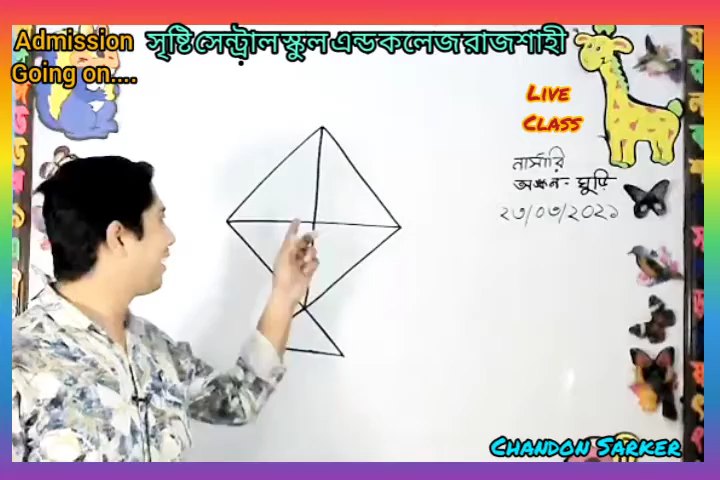 Admission
Going on....
সৃষ্টি সেন্ট্রাল স্কুল এন্ড কলেজ রাজশাহী
LIVE
CLASS
নার্সারি
অঙ্কন - ঘুড়ি
২৩/০৩/২০২১
CHANDON SARKER